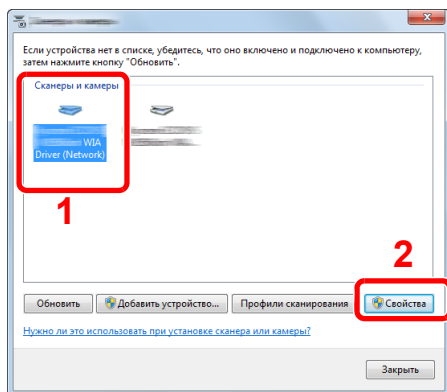 Если устройства нет в списке, убедитесь, что оно включено и подключено к компьютеру,
затем нажмите кнопку "Обновить".
Сканеры и камеры
WIA
Driver (Network)
1
2
Обновить Добавить устройство... Профили сканирования Свойства
Нужно ли это использовать при установке сканера или камеры?
Закрыть